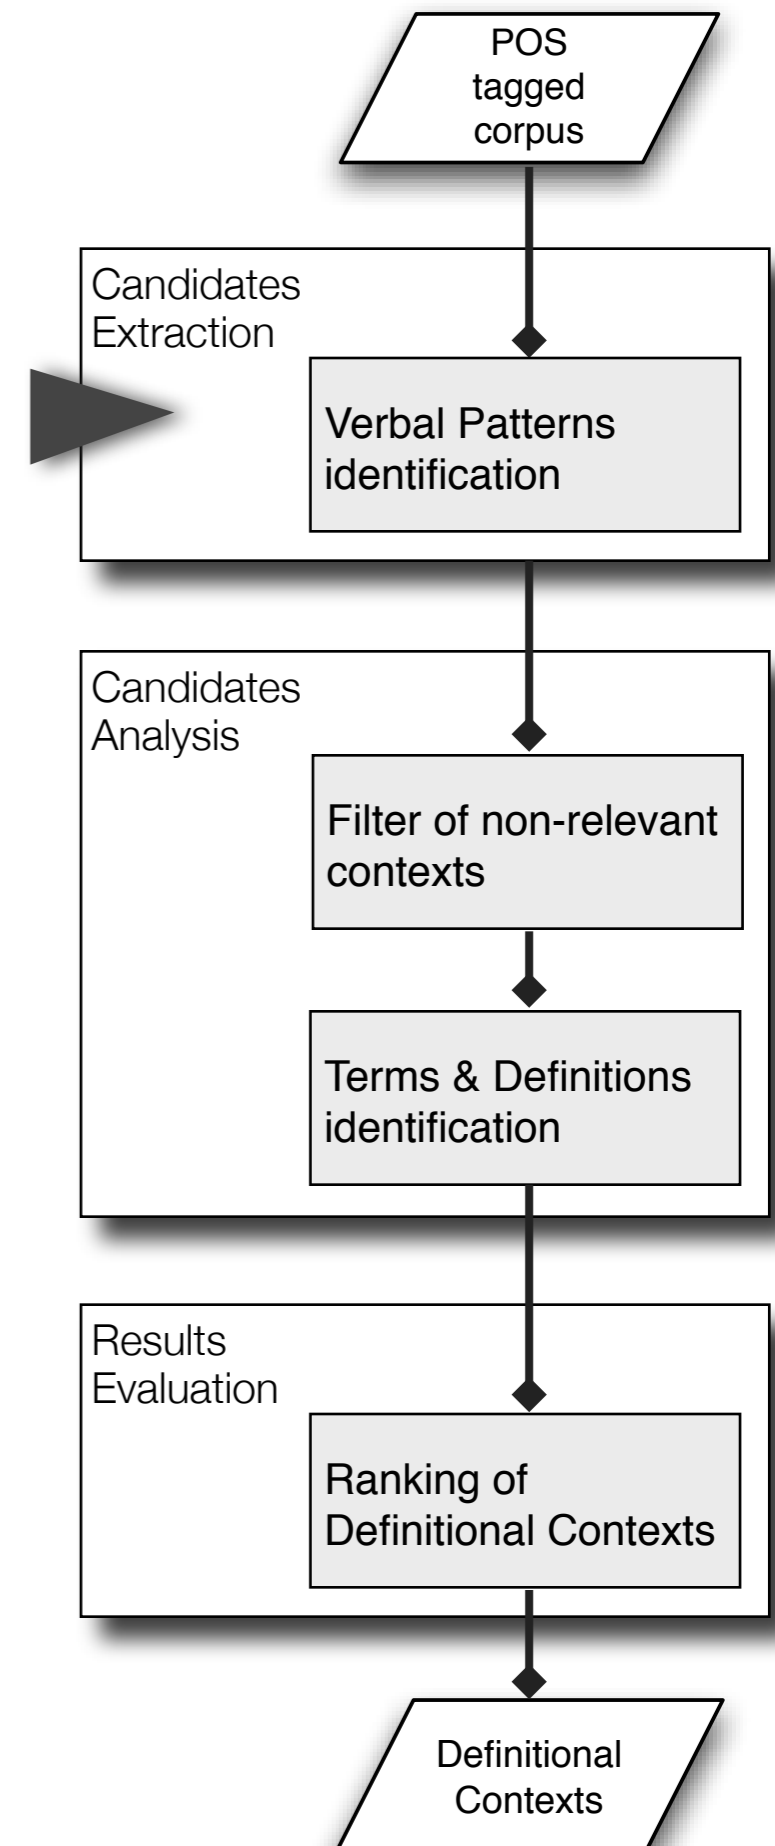 POS
tagged
corpus
Candidates
Extraction
Verbal Patterns
identification
Candidates
Analysis
Filter of non-relevant
contexts
Terms & Definitions
identification
Results
Evaluation
Ranking of
Definitional Contexts
Definitional
Contexts